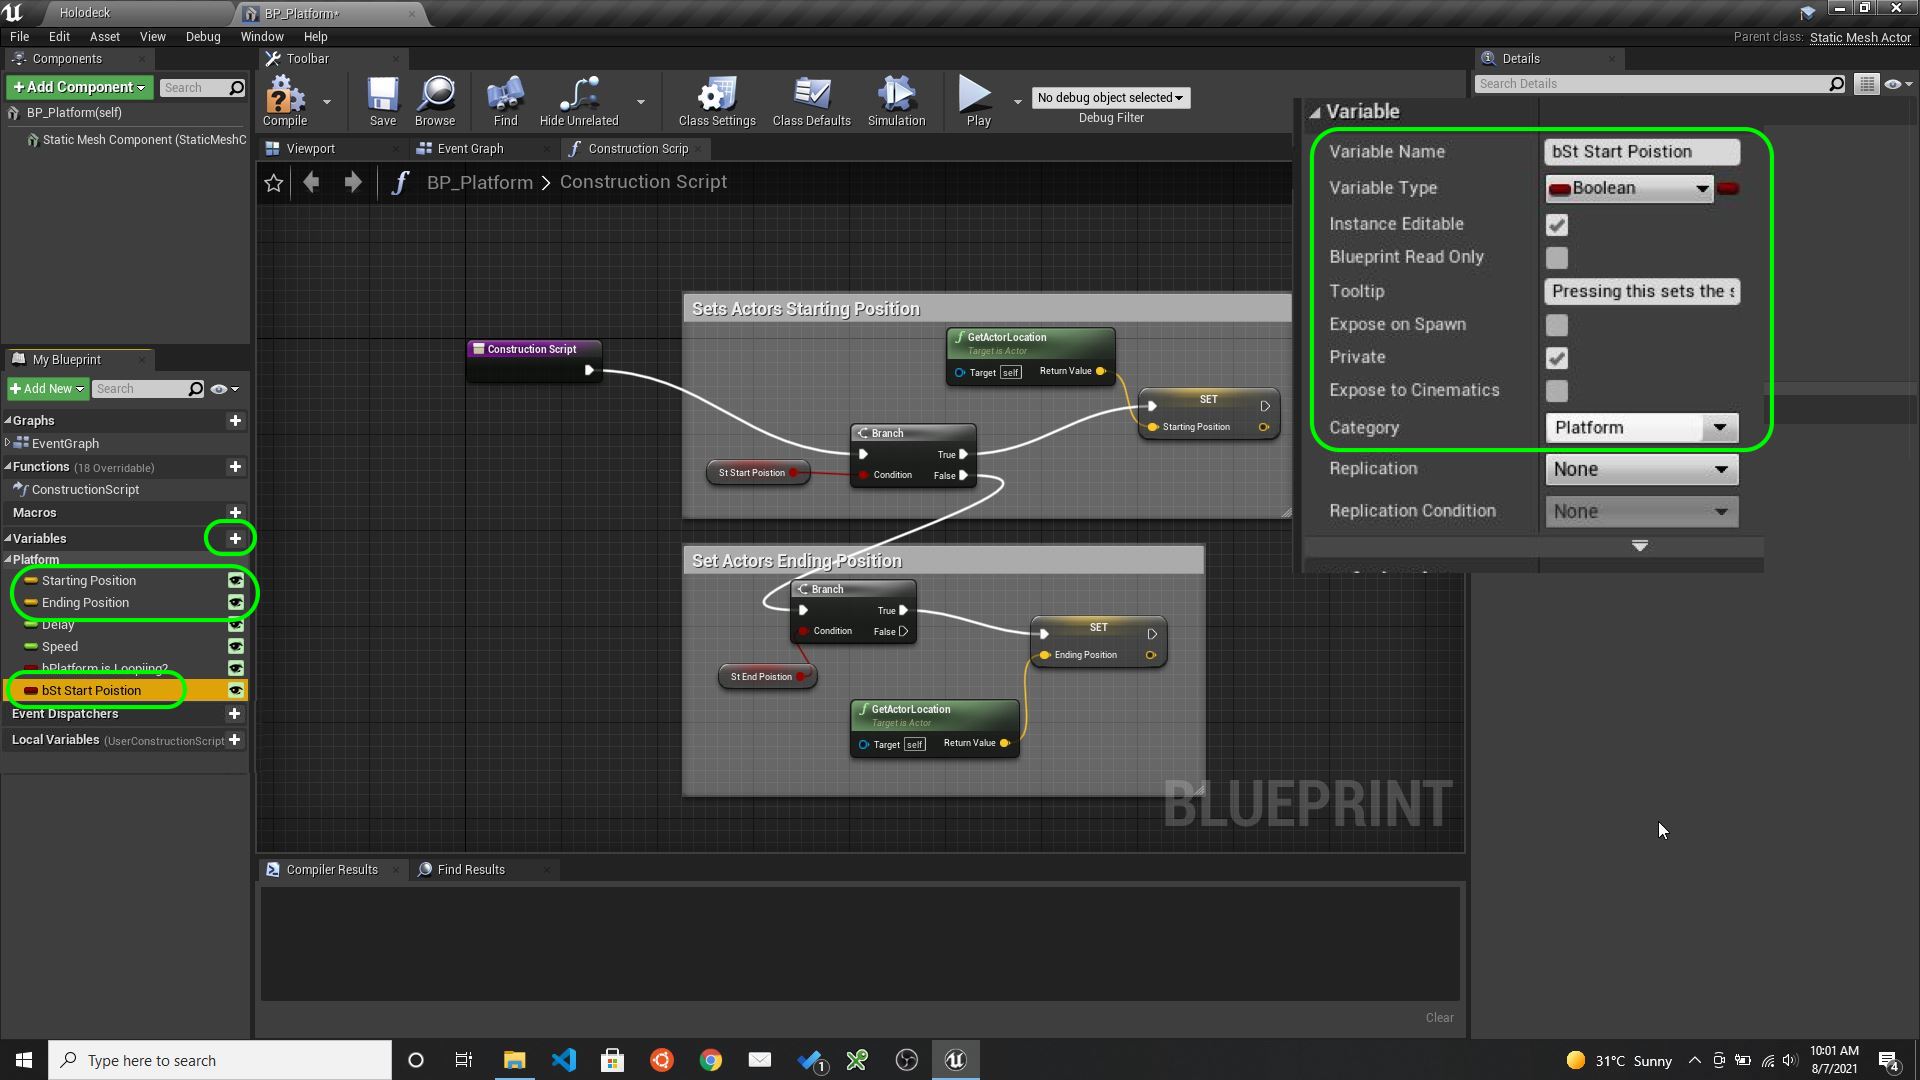 Holodeck
BP_Platform*
File Edit Asset View Debug Window Help
Parent class: Static Mesh Actor
Components
+Add Component
Search
BP_Platform(self)
Static Mesh Component (StaticMeshC
Toolbar
Compile
Save
Browse
Find
Hide Unrelated
Class Settings
Class Defaults
Simulation
Play
No debug object selected
Debug Filter
Viewport
Event Graph
Construction Scrip
BP_Platform > Construction Script
Sets Actors Starting Position
Construction Script
GetActorLocation
Target is Actor
Target self Return Value
SET
Starting Position
Branch
True
Condition False
St Start Poistion
Set Actors Ending Position
Branch
True
Condition False
St End Poistion
SET
Ending Position
GetActorLocation
Target is Actor
Target self Return Value
BLUEPRINT
My Blueprint
+Add New
Search
Graphs
EventGraph
Functions (18 Overridable)
ConstructionScript
Macros
Variables
Platform
Starting Position
Ending Position
Delay
Speed
bPlatform is Loopiing?
bSt Start Poistion
Event Dispatchers
Local Variables (UserConstructionScript
Compiler Results
Find Results
Clear
Details
Search Details
Variable
Variable Name bSt Start Poistion
Variable Type Boolean
Instance Editable
Blueprint Read Only
Tooltip Pressing this sets the s
Expose on Spawn
Private
Expose to Cinematics
Category Platform
Replication None
Replication Condition None
Type here to search
1
31°C Sunny
10:01 AM
8/7/2021
4